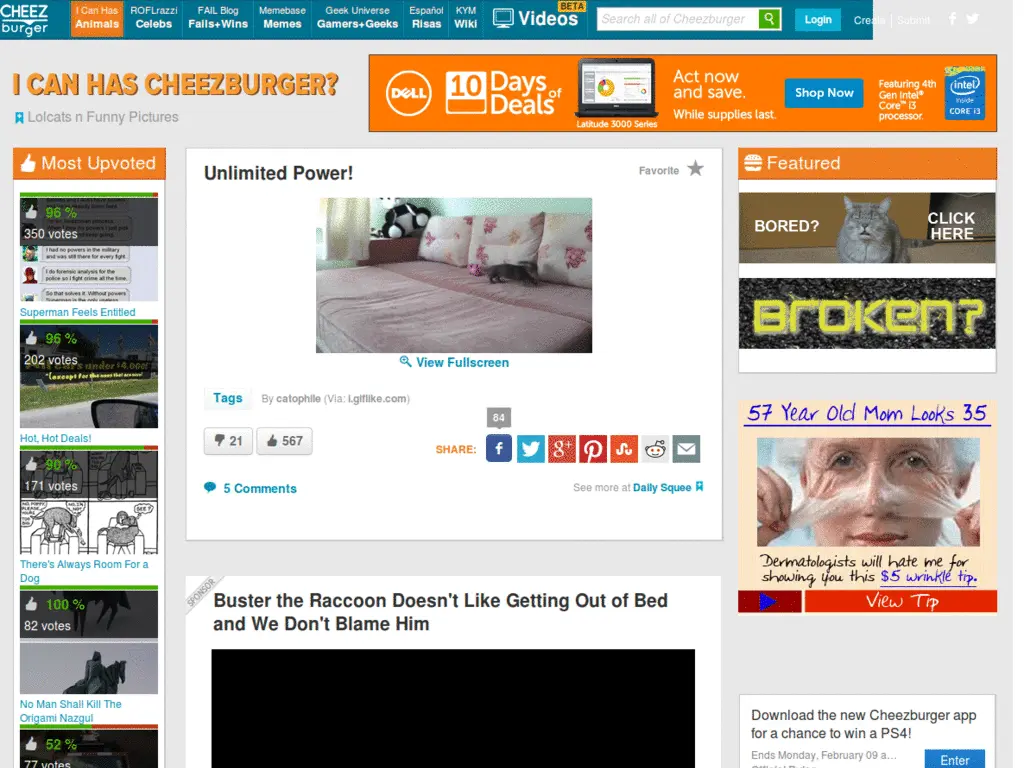 CHEEZ
burger
I Can Has
Animals
ROFLrazzi
Celebs
FAIL Blog
Fails+Wins
Memebase
Memes
Geek Universe
Gamers+Geeks
Español
Risas
KYM
Wiki
Videos
BETA
Search all of Cheezburger
Login
Create
Submit
I CAN HAS CHEEZBURGER?
Lolcats n Funny Pictures
DELL
10 Days of Deals
Latitude 3000 Series
Act now
and save.
While supplies last.
Shop Now
Featuring 4th
Gen Intel®
Core™ i3
processor.
intel
inside
CORE i3
Most Upvoted
96 %
350 votes
I had no powers in the military
and was still there for every fight.
I do forensic analysis for the
police so I fight crime all the time.
So that solves it: Without powers
Superman is the only useless
Superman Feels Entitled
96 %
202 votes
Hot, Hot Deals!
90 %
171 votes
There's Always Room For a
Dog
100 %
82 votes
No Man Shall Kill The
Origami Nazgul
52 %
77 votes
Unlimited Power!
Favorite
View Fullscreen
Tags
By catophile (Via: i.giflike.com)
84
21
567
SHARE:
5 Comments
See more at Daily Squee
SPONSOR
Buster the Raccoon Doesn't Like Getting Out of Bed
and We Don't Blame Him
Featured
BORED?
CLICK
HERE
BROKEN?
57 Year Old Mom Looks 35
Dermatologists will hate me for
showing you this $5 wrinkle tip.
View Tip
Download the new Cheezburger app
for a chance to win a PS4!
Ends Monday, February 09 a...
Enter